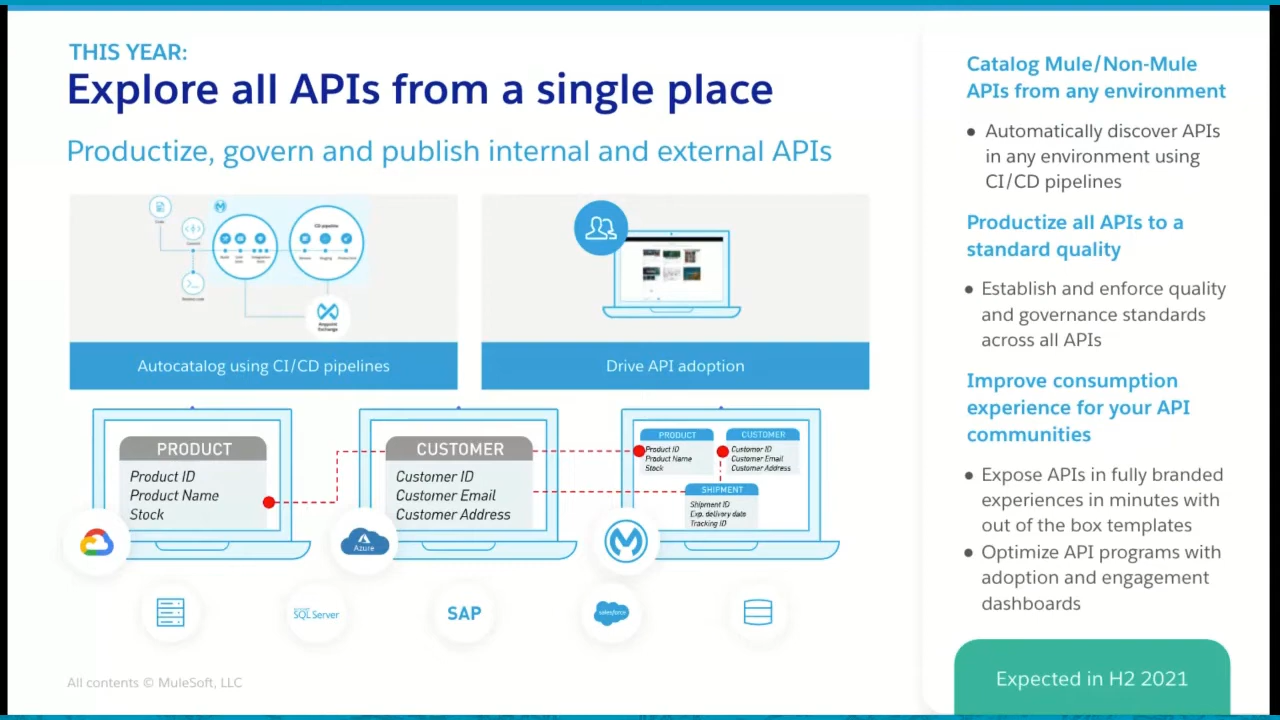 THIS YEAR:
Explore all APIs from a single place
Productize, govern and publish internal and external APIs
CD pipeline
Anypoint
Exchange
Autocatalog using CI/CD pipelines
Drive API adoption
PRODUCT
Product ID
Product Name
Stock
CUSTOMER
Customer ID
Customer Email
Customer Address
PRODUCT
Product ID
Product Name
Stock
CUSTOMER
Customer ID
Customer Email
Customer Address
SHIPMENT
Shipment ID
Exp. delivery date
Tracking ID
Azure
SQL Server
SAP
salesforce
All contents © MuleSoft, LLC
Catalog Mule/Non-Mule
APIs from any environment
● Automatically discover APIs
in any environment using
CI/CD pipelines
Productize all APIs to a
standard quality
● Establish and enforce quality
and governance standards
across all APIs
Improve consumption
experience for your API
communities
● Expose APIs in fully branded
experiences in minutes with
out of the box templates
● Optimize API programs with
adoption and engagement
dashboards
Expected in H2 2021